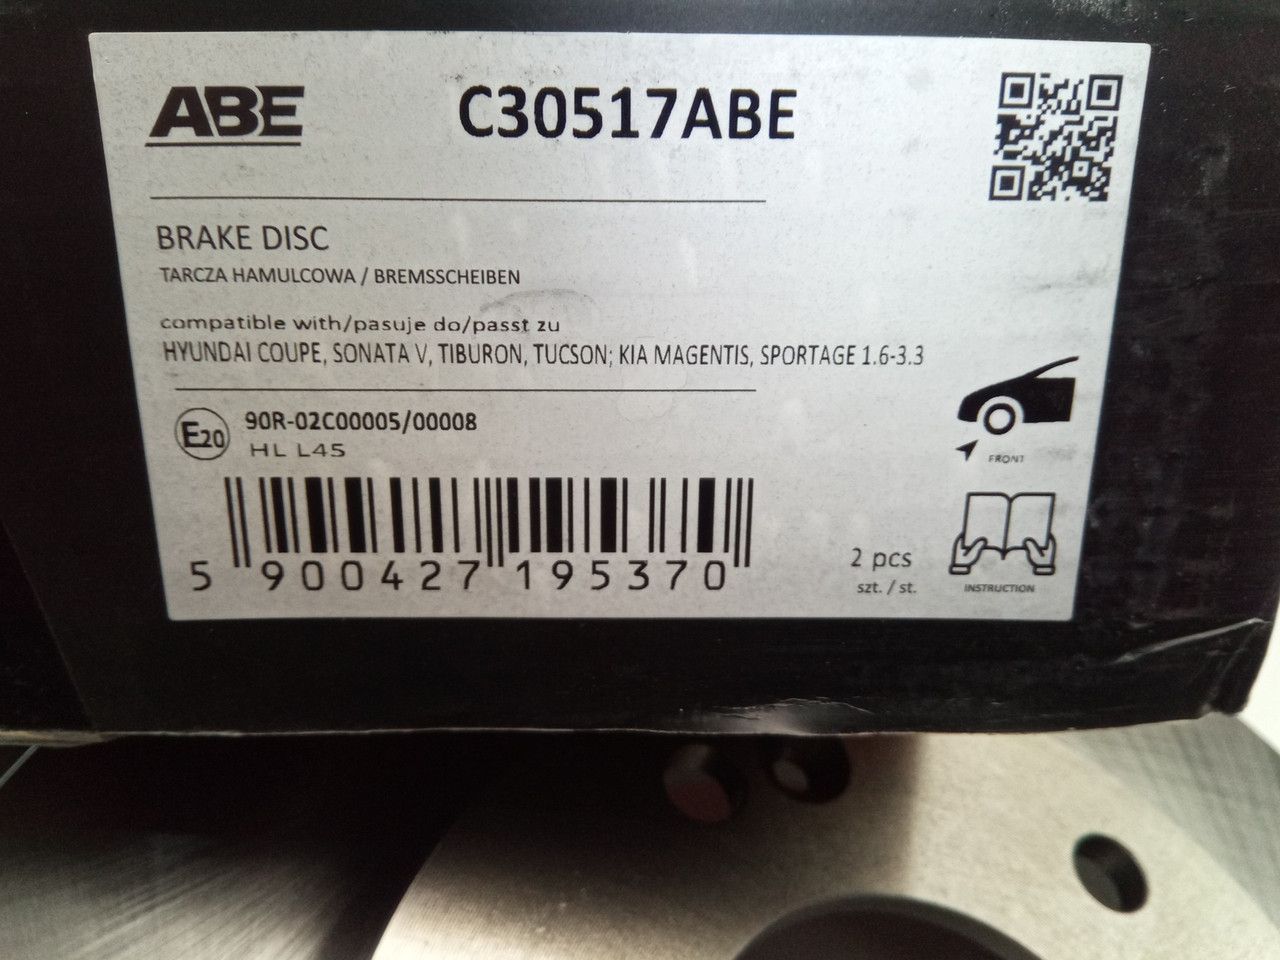 ABE
C30517ABE
BRAKE DISC
TARCZA HAMULCOWA / BREMSSCHEIBEN
compatible with/pasuje do/passt zu
HYUNDAI COUPE, SONATA V, TIBURON, TUCSON; KIA MAGENTIS, SPORTAGE 1.6-3.3
E20
90R-02C00005/00008
HL L45
FRONT
5 900427 195370
2 pcs
szt. / st.
INSTRUCTION